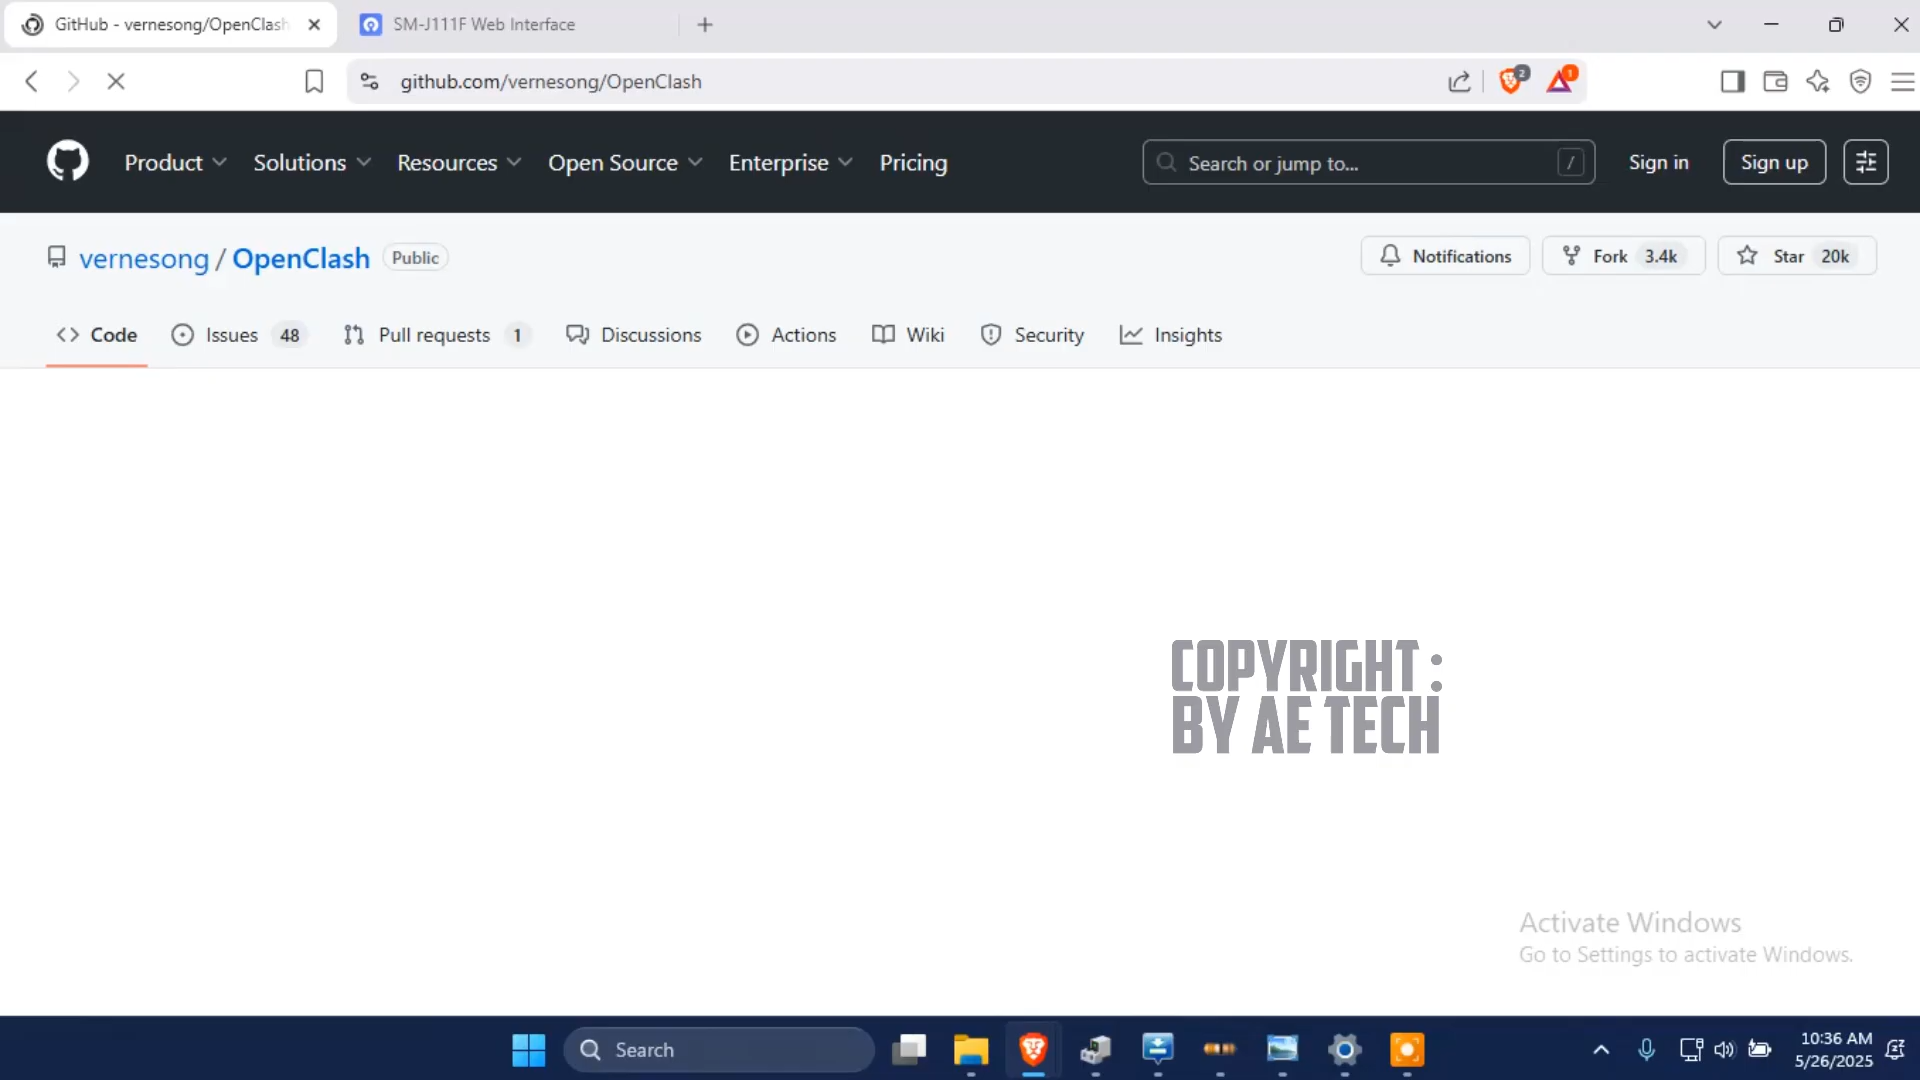 GitHub - vernesong/OpenClash
SM-J111F Web Interface
github.com/vernesong/OpenClash
2
1
Product
Solutions
Resources
Open Source
Enterprise
Pricing
Search or jump to...
/
Sign in
Sign up
vernesong / OpenClash
Public
Notifications
Fork 3.4k
Star 20k
Code
Issues 48
Pull requests 1
Discussions
Actions
Wiki
Security
Insights
COPYRIGHT :
BY AE TECH
Activate Windows
Go to Settings to activate Windows.
Search
10:36 AM
5/26/2025